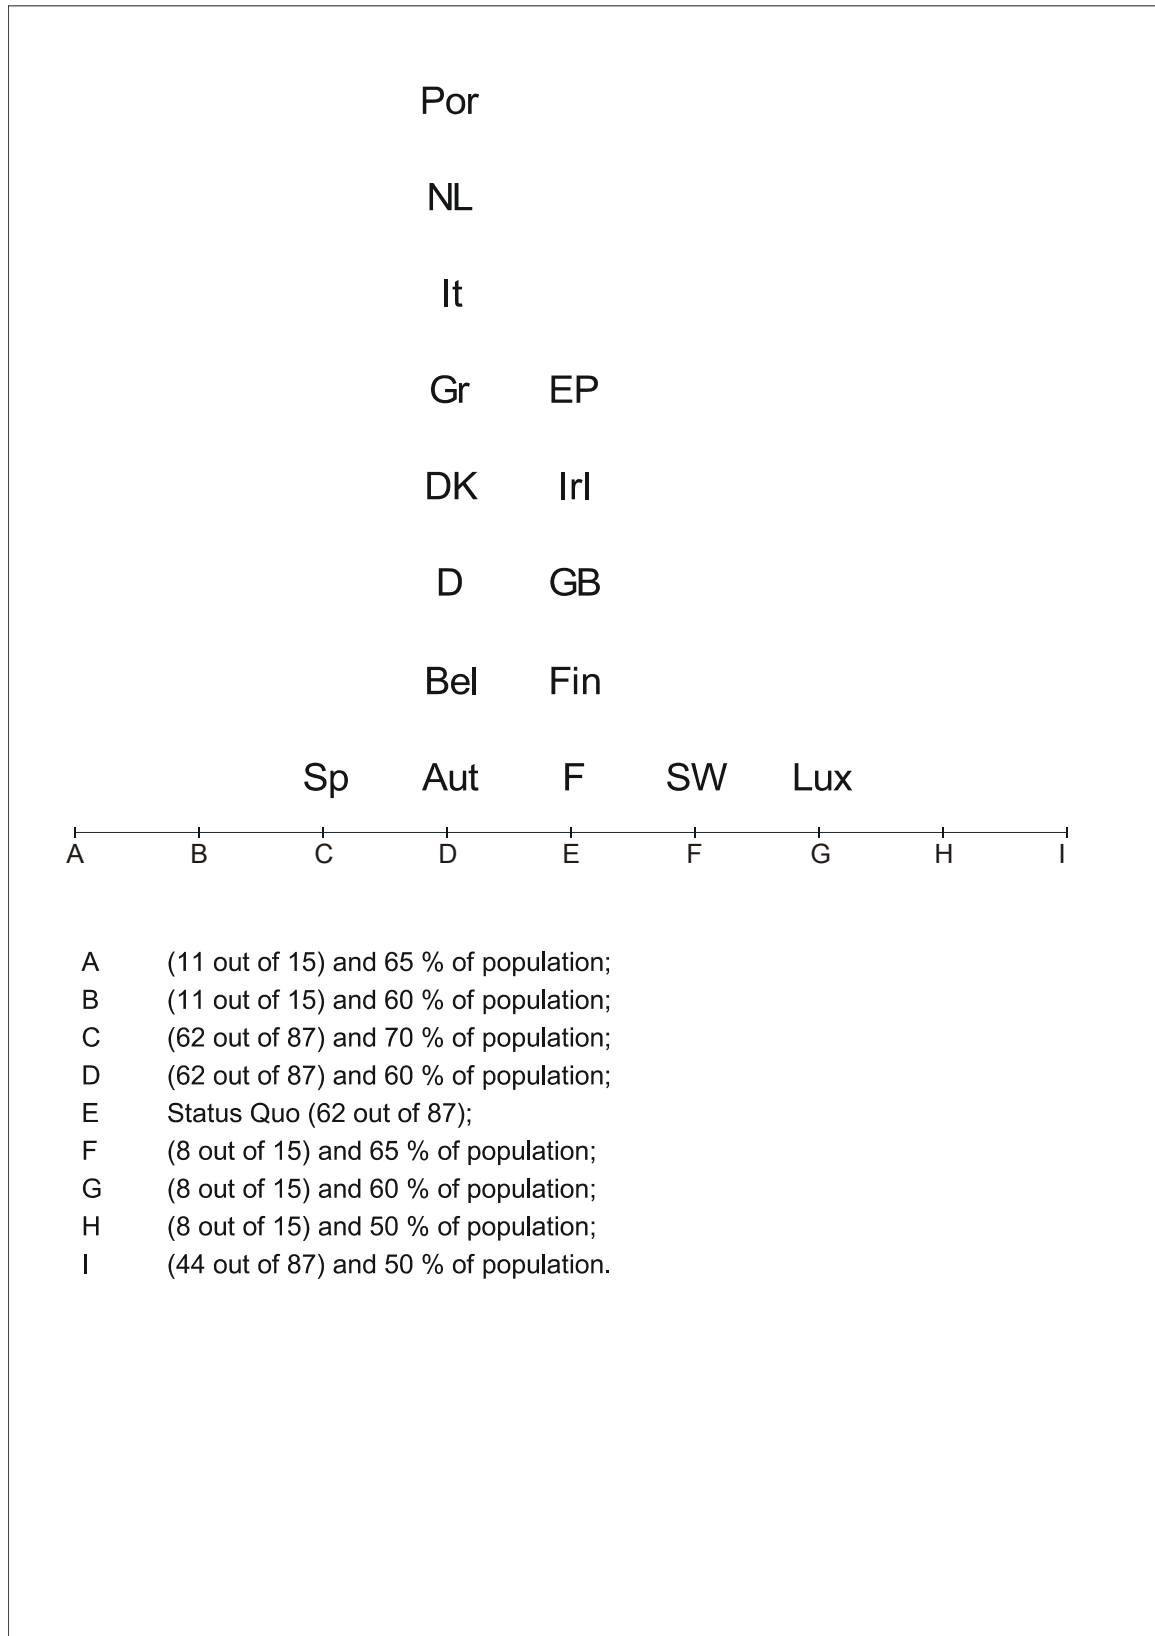 Por
NL
It
Gr EP
DK Irl
D GB
Bel Fin
Sp Aut F SW Lux
A B C D E F G H I
A (11 out of 15) and 65 % of population;
B (11 out of 15) and 60 % of population;
C (62 out of 87) and 70 % of population;
D (62 out of 87) and 60 % of population;
E Status Quo (62 out of 87);
F (8 out of 15) and 65 % of population;
G (8 out of 15) and 60 % of population;
H (8 out of 15) and 50 % of population;
I (44 out of 87) and 50 % of population.